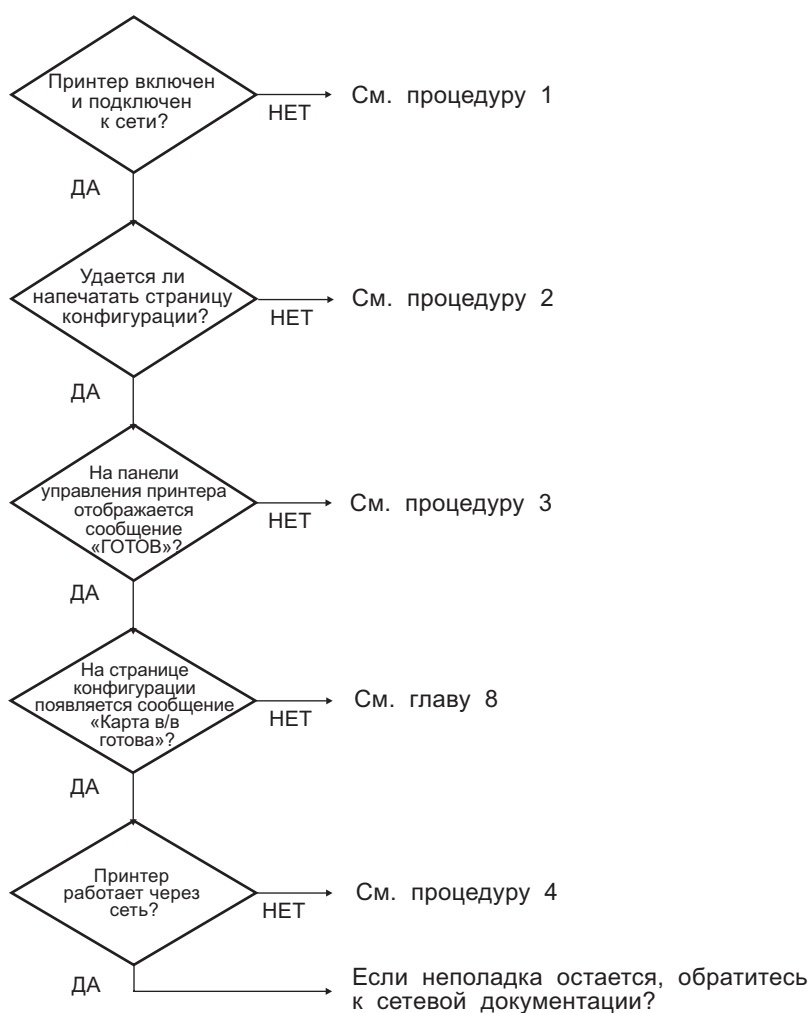 Принтер включен
и подключен
к сети?
НЕТ
См. процедуру 1
ДА
Удается ли
напечатать страницу
конфигурации?
НЕТ
См. процедуру 2
ДА
На панели
управления принтера
отображается
сообщение
«ГОТОВ»?
НЕТ
См. процедуру 3
ДА
На странице
конфигурации
появляется сообщение
«Карта в/в
готова»?
НЕТ
См. главу 8
ДА
Принтер
работает через
сеть?
НЕТ
См. процедуру 4
ДА
Если неполадка остается, обратитесь
к сетевой документации?